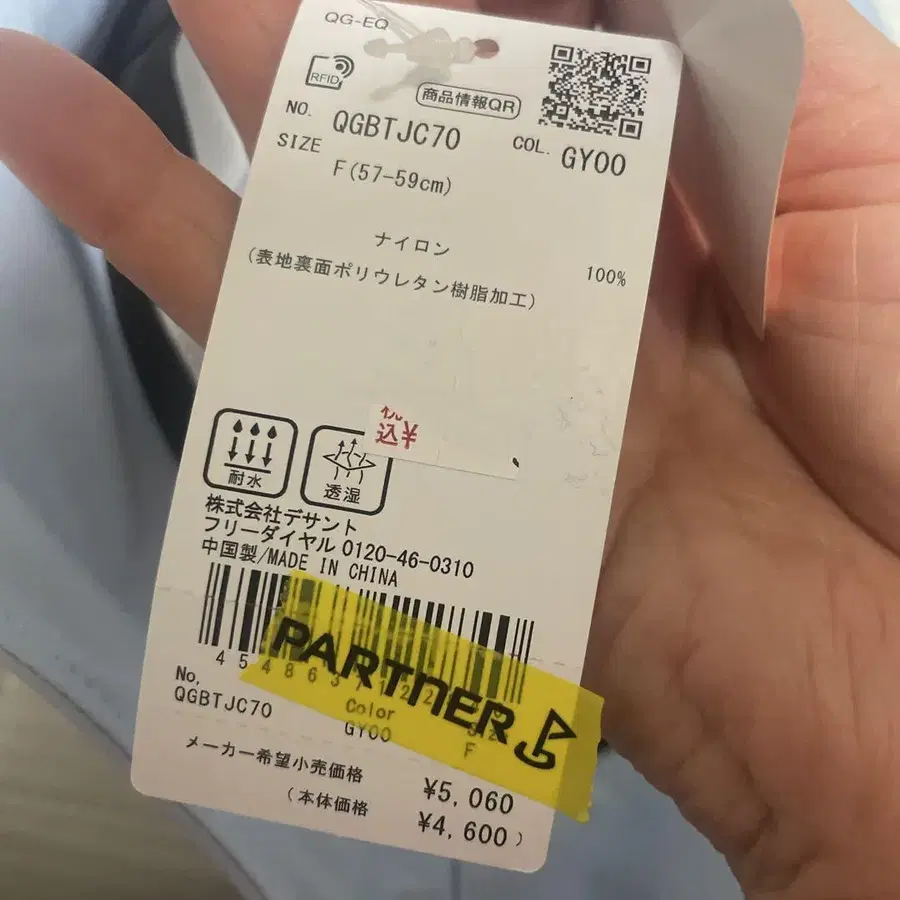 QG-EQ
RFID
商品情報QR
NO. QGBTJC70 COL. GY00
SIZE F(57-59cm)
ナイロン 100%
(表地裏面ポリウレタン樹脂加工)
税
込¥
耐水
透湿
株式会社デサント
フリーダイヤル 0120-46-0310
中国製/MADE IN CHINA
PARTNER
No. Color
QGBTJC70 GY00 F
メーカー希望小売価格 ¥5,060
(本体価格 ¥4,600)